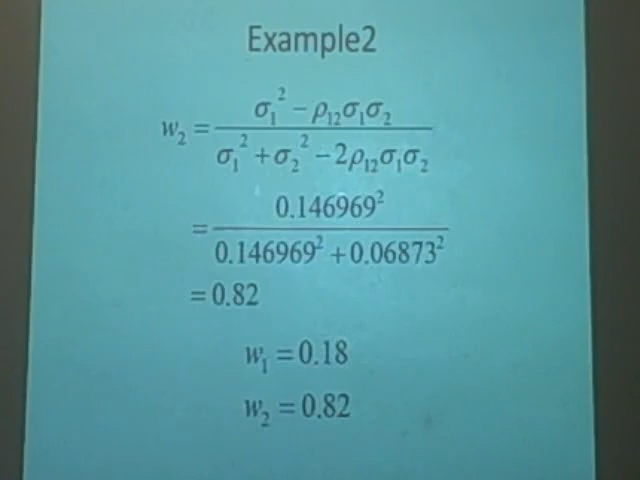 Example2
w₂ = (σ₁² − ρ₁₂σ₁σ₂) / (σ₁² + σ₂² − 2ρ₁₂σ₁σ₂)
= 0.146969² / (0.146969² + 0.06873²)
= 0.82
w₁ = 0.18
w₂ = 0.82